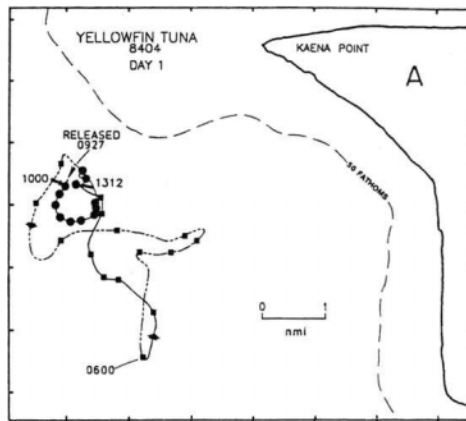 YELLOWFIN TUNA
8404
DAY 1
KAENA POINT
A
RELEASED
0927
1000
1312
50 FATHOMS
0 1
nmi
0600